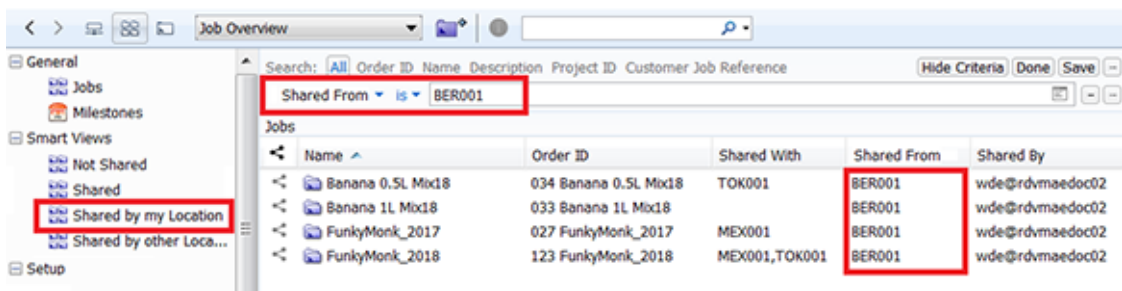 Job Overview
General
Jobs
Milestones
Smart Views
Not Shared
Shared
Shared by my Location
Shared by other Loca...
Setup
Search: All Order ID Name Description Project ID Customer Job Reference Hide Criteria Done Save
Shared From is BER001
Jobs
Name Order ID Shared With Shared From Shared By
Banana 0.5L Mix18 034 Banana 0.5L Mix18 TOK001 BER001 wde@rdvmaedoc02
Banana 1L Mix18 033 Banana 1L Mix18 BER001 wde@rdvmaedoc02
FunkyMonk_2017 027 FunkyMonk_2017 MEX001 BER001 wde@rdvmaedoc02
FunkyMonk_2018 123 FunkyMonk_2018 MEX001,TOK001 BER001 wde@rdvmaedoc02